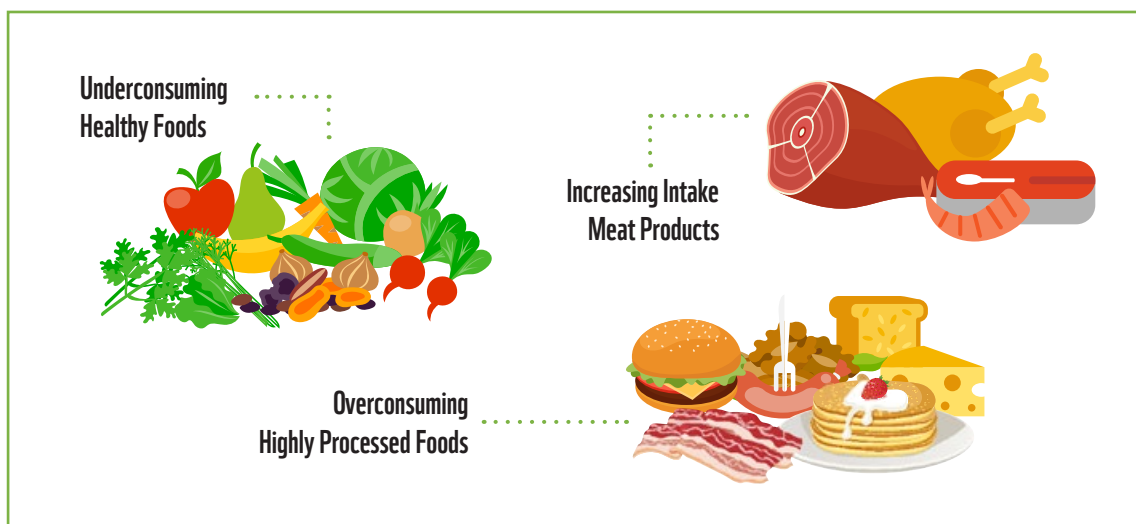 Underconsuming
Healthy Foods
Increasing Intake
Meat Products
Overconsuming
Highly Processed Foods